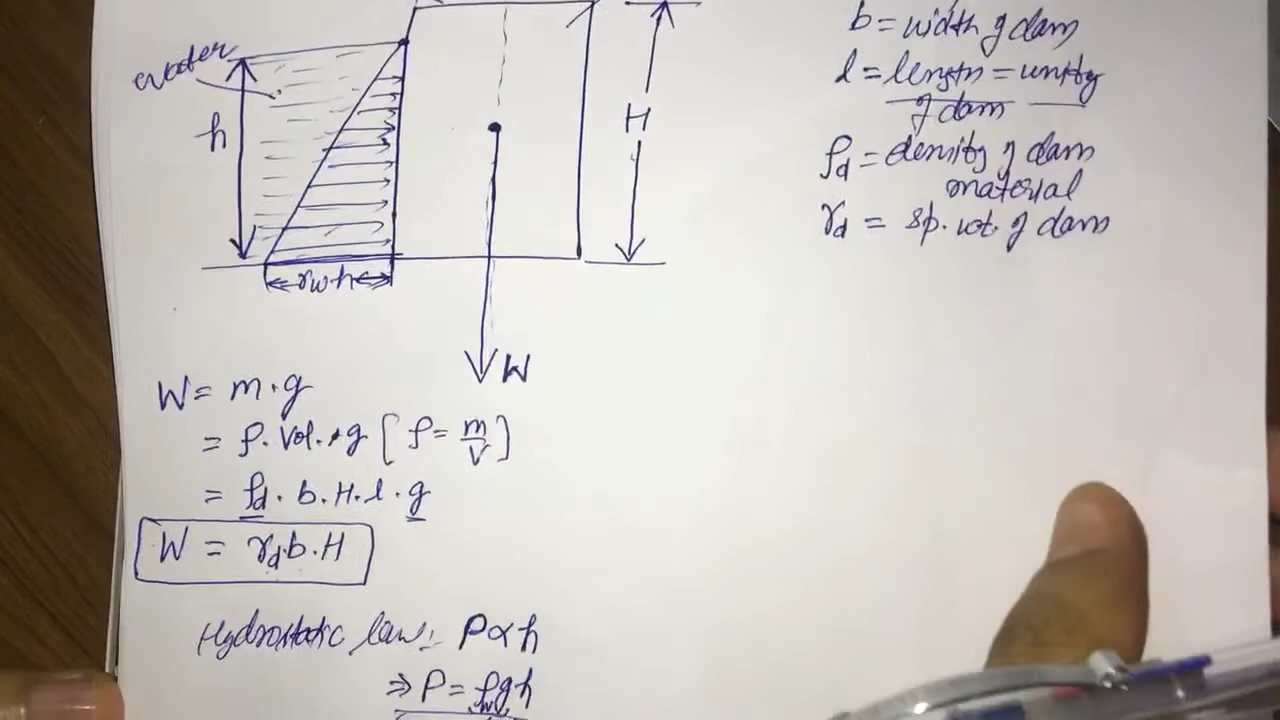 water
h
γw h
H
W
b = width of dam
l = length = unity
of dam
ρd = density of dam
material
γd = sp. wt. of dam
W = m·g
= ρ. Vol. * g [ρ = m/V]
= ρd · b. H. l. g
W = γd b. H
Hydrostatic law: P ∝ h
⇒ P = ρw g h